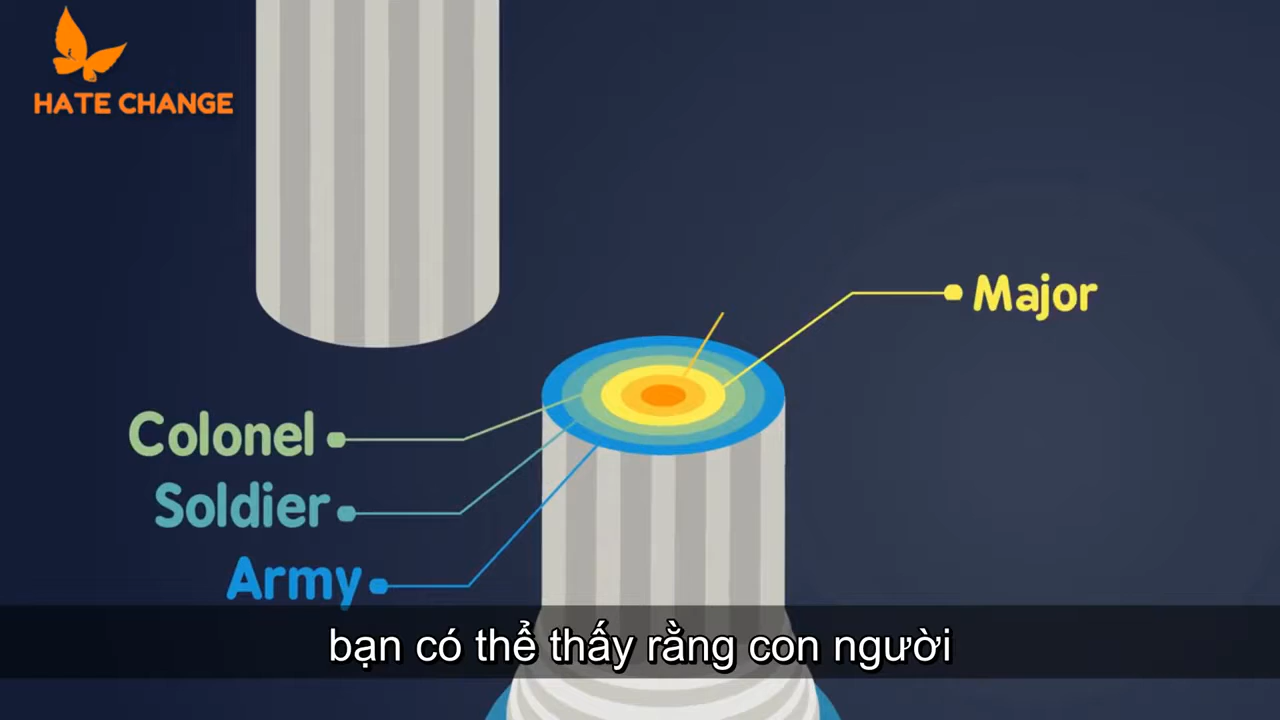 HATE CHANGE
Major
Colonel
Soldier
Army
bạn có thể thấy rằng con người